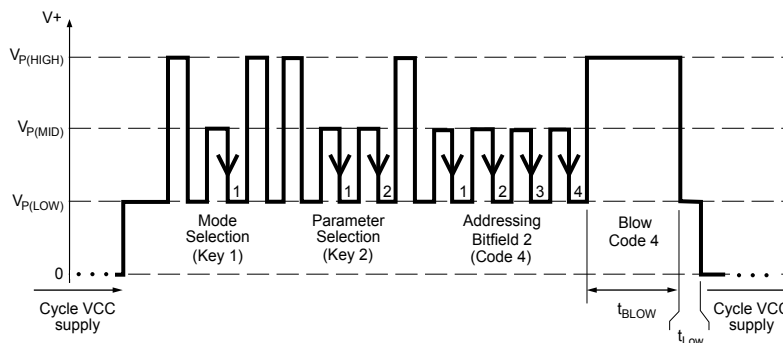 V+
VP(HIGH)
VP(MID)
VP(LOW)
0
1
1
2
1
2
3
4
Mode
Selection
(Key 1)
Parameter
Selection
(Key 2)
Addressing
Bitfield 2
(Code 4)
Blow
Code 4
Cycle VCC
supply
tBLOW
tLow
Cycle VCC
supply